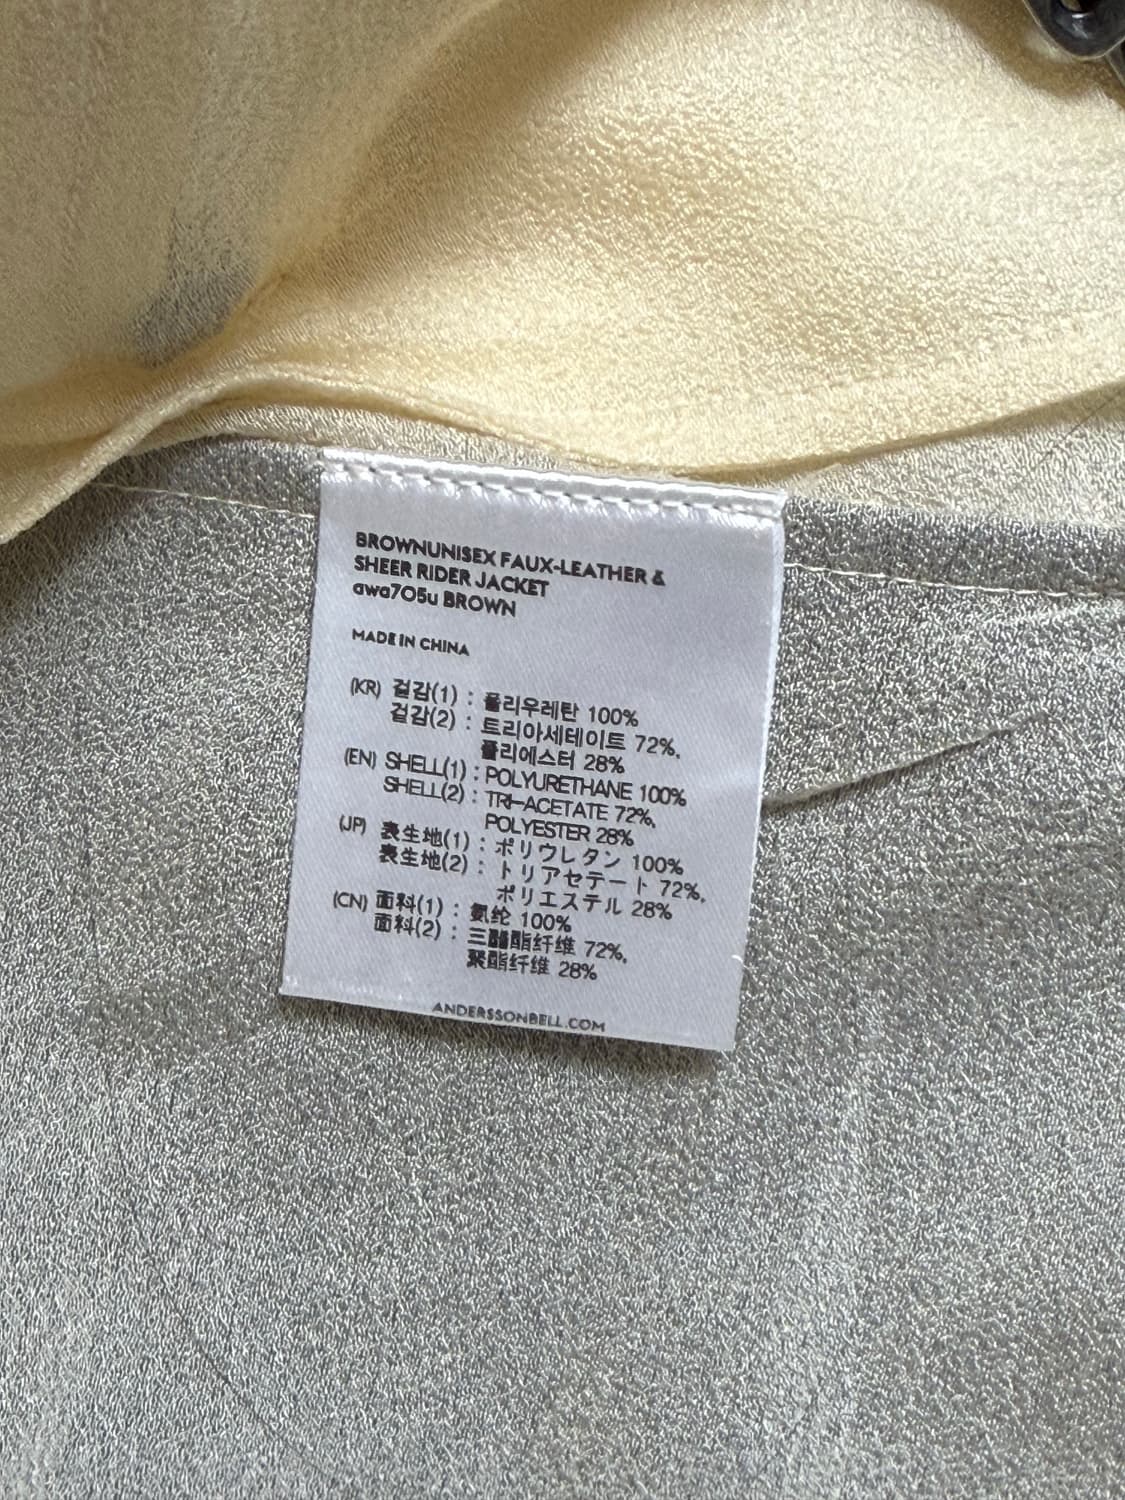 BROWNUNISEX FAUX-LEATHER &
SHEER RIDER JACKET
awa705u BROWN
MADE IN CHINA
(KR) 겉감(1) : 폴리우레탄 100%
겉감(2) : 트리아세테이트 72%,
폴리에스터 28%
(EN) SHELL(1) : POLYURETHANE 100%
SHELL(2) : TRI-ACETATE 72%,
POLYESTER 28%
(JP) 表生地(1) : ポリウレタン 100%
表生地(2) : トリアセテート 72%,
ポリエステル 28%
(CN) 面料(1) : 氨纶 100%
面料(2) : 三醋酯纤维 72%,
聚酯纤维 28%
ANDERSSONBELL.COM